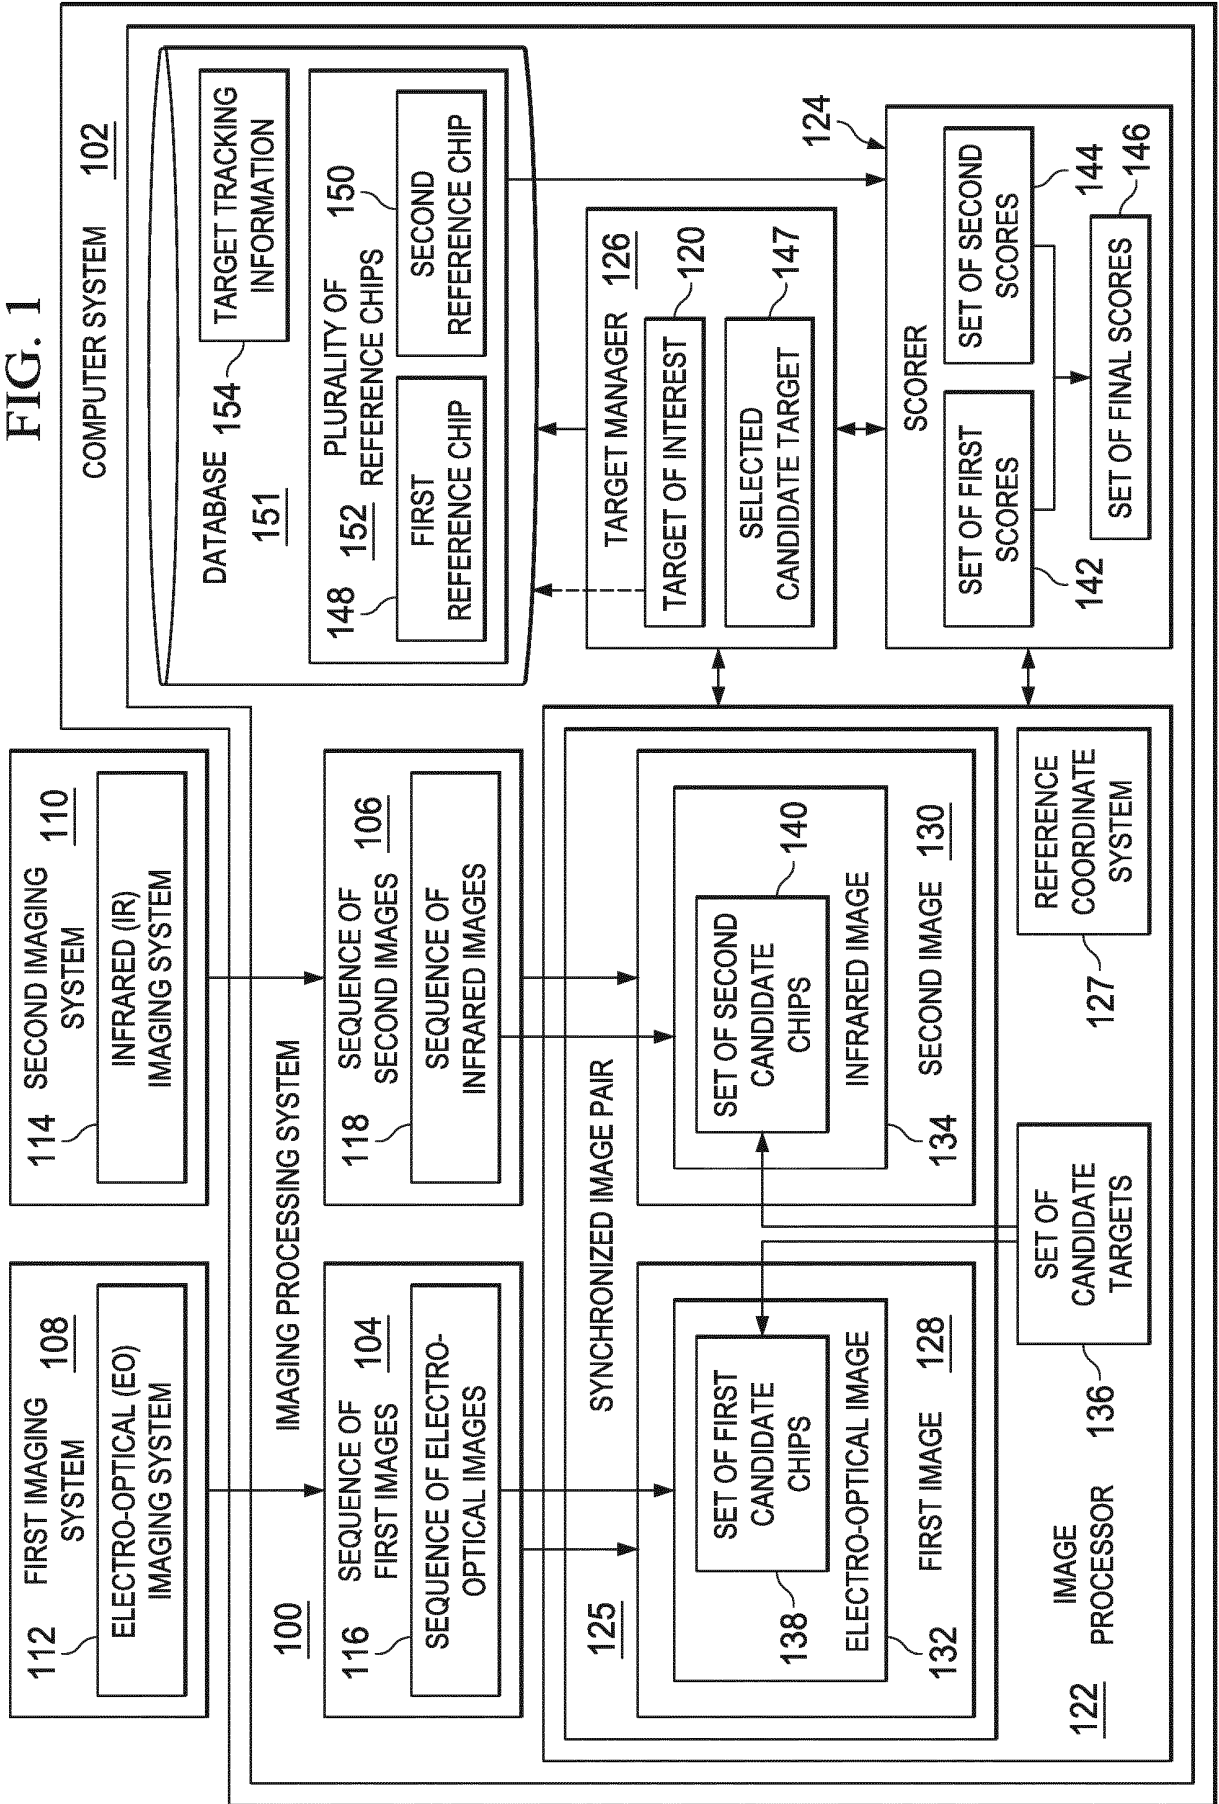 FIG. 1
COMPUTER SYSTEM 102
FIRST IMAGING
SYSTEM
108
112
ELECTRO-OPTICAL (EO)
IMAGING SYSTEM
SECOND IMAGING
SYSTEM
110
114
INFRARED (IR)
IMAGING SYSTEM
100
IMAGING PROCESSING SYSTEM
SEQUENCE OF
FIRST IMAGES
104
116
SEQUENCE OF ELECTRO-
OPTICAL IMAGES
SEQUENCE OF
SECOND IMAGES
106
118
SEQUENCE OF
INFRARED IMAGES
DATABASE
151
154
TARGET TRACKING
INFORMATION
PLURALITY OF
REFERENCE CHIPS
152
148
FIRST
REFERENCE CHIP
150
SECOND
REFERENCE CHIP
125
SYNCHRONIZED IMAGE PAIR
SET OF FIRST
CANDIDATE
CHIPS
138
ELECTRO-OPTICAL IMAGE
132
FIRST IMAGE 128
SET OF SECOND
CANDIDATE
CHIPS
140
INFRARED IMAGE
134
SECOND IMAGE 130
TARGET MANAGER 126
TARGET OF INTEREST
120
SELECTED
CANDIDATE TARGET
147
124
SCORER
SET OF FIRST
SCORES
142
SET OF SECOND
SCORES
144
SET OF FINAL SCORES
146
IMAGE
PROCESSOR
122
SET OF
CANDIDATE
TARGETS
136
REFERENCE
COORDINATE
SYSTEM
127